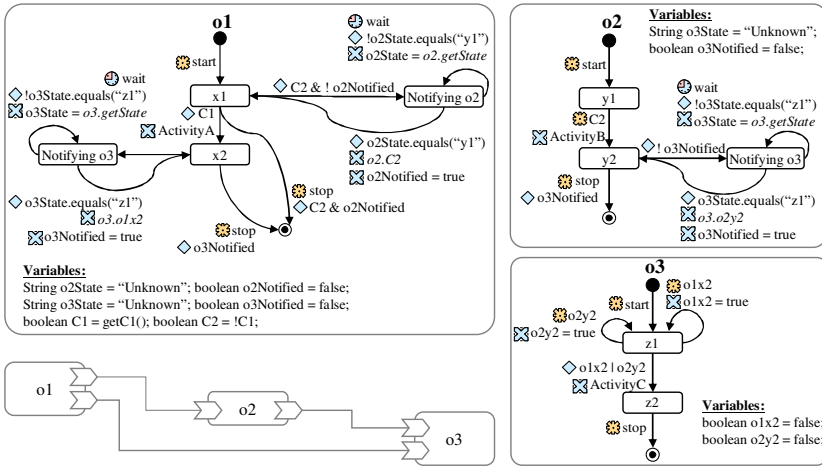 o1
wait
!o2State.equals("y1")
o2State = o2.getState
start
wait
!o3State.equals("z1")
o3State = o3.getState
x1
C2 & ! o2Notified
Notifying o2
C1
ActivityA
Notifying o3
x2
o2State.equals("y1")
o2.C2
o2Notified = true
o3State.equals("z1")
o3.o1x2
o3Notified = true
stop
C2 & o2Notified
stop
o3Notified
Variables:
String o2State = "Unknown"; boolean o2Notified = false;
String o3State = "Unknown"; boolean o3Notified = false;
boolean C1 = getC1(); boolean C2 = !C1;
o2
Variables:
String o3State = "Unknown";
boolean o3Notified = false;
start
y1
wait
!o3State.equals("z1")
o3State = o3.getState
C2
ActivityB
y2
! o3Notified
Notifying o3
stop
o3Notified
o3State.equals("z1")
o3.o2y2
o3Notified = true
o3
o1x2
o1x2 = true
start
o2y2
o2y2 = true
z1
o1x2 | o2y2
ActivityC
z2
stop
Variables:
boolean o1x2 = false;
boolean o2y2 = false;
o1
o2
o3